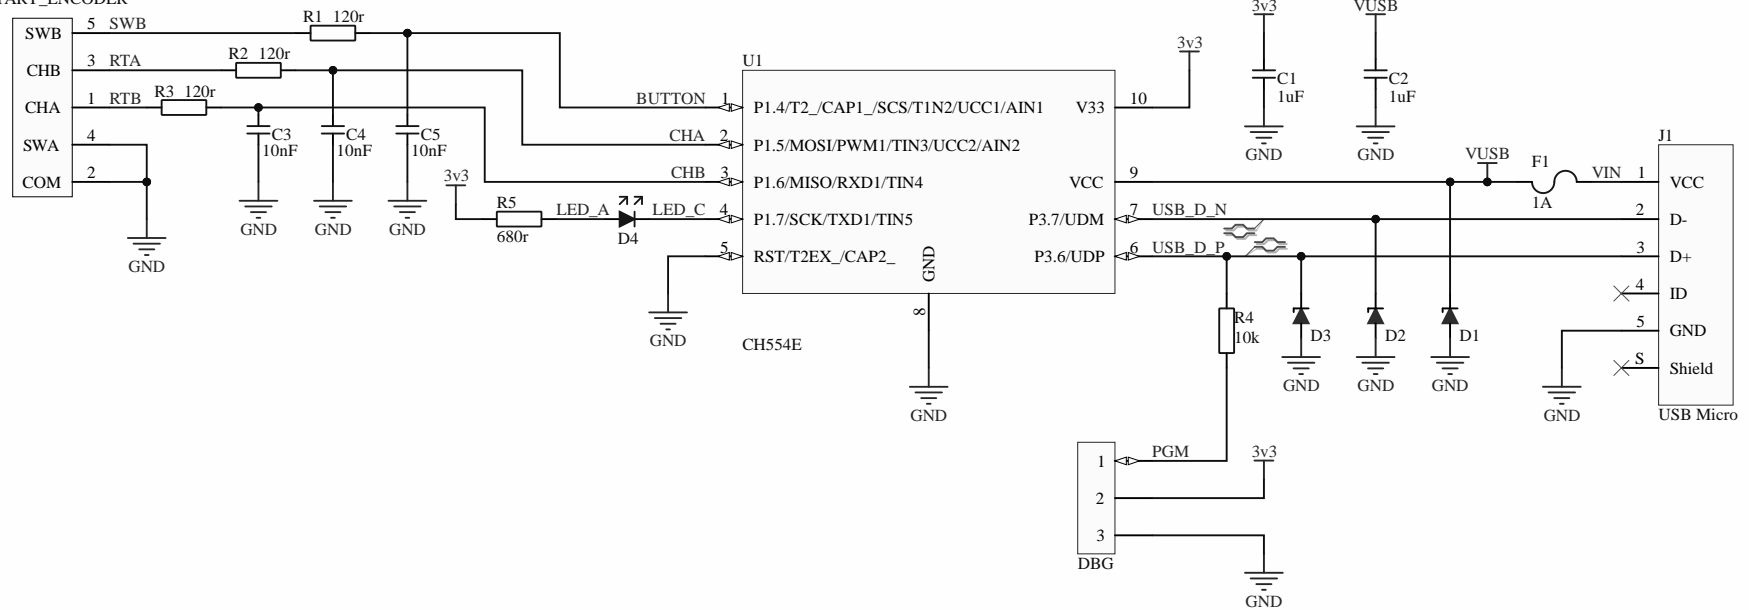 R1 120r
3v3
VUSB
SWB 5 SWB
R2 120r
3v3
U1
CHB 3 RTA
C1
1uF
C2
1uF
R3 120r
CHA 1 RTB
BUTTON 1 P1.4/T2_/CAP1_/SCS/T1N2/UCC1/AIN1
V33 10
GND
GND
J1
C3
10nF
C4
10nF
C5
10nF
SWA 4
CHA 2 P1.5/MOSI/PWM1/TIN3/UCC2/AIN2
VUSB
F1
1A
COM 2
3v3
CHB 3 P1.6/MISO/RXD1/TIN4
VCC 9
VIN 1 VCC
R5
680r
LED_A
D4
LED_C 4 P1.7/SCK/TXD1/TIN5
P3.7/UDM 7 USB_D_N
2 D-
GND
GND
GND
GND
5 RST/T2EX_/CAP2_
GND
8
P3.6/UDP 6 USB_D_P
3 D+
4 ID
R4
10k
D3
D2
D1
5 GND
GND
CH554E
S Shield
GND
GND
GND
GND
GND
USB Micro
1 PGM
3v3
2
3
DBG
GND